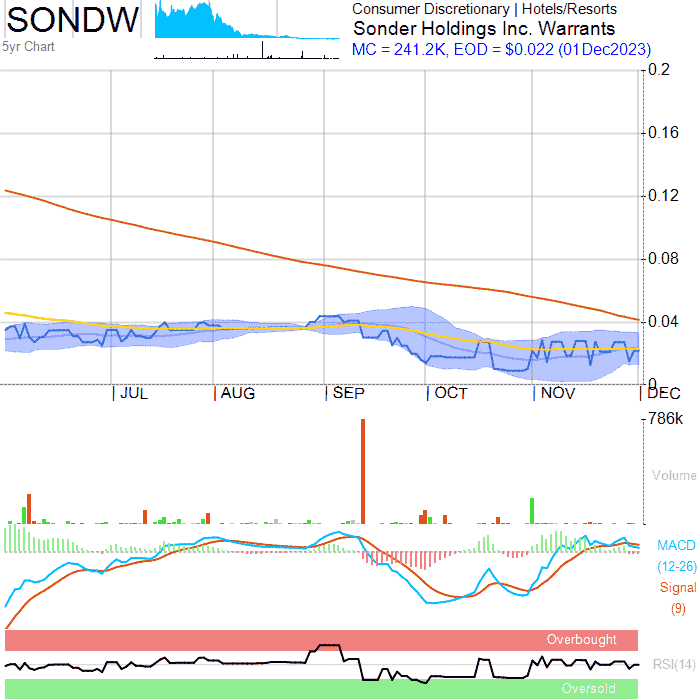 SONDW
5yr Chart
Consumer Discretionary | Hotels/Resorts
Sonder Holdings Inc. Warrants
MC = 241.2K, EOD = $0.022 (01Dec2023)
0.2
0.16
0.12
0.08
0.04
0
JUL AUG SEP OCT NOV DEC
786k
Volume
MACD
(12-26)
Signal
(9)
Overbought
RSI(14)
Oversold